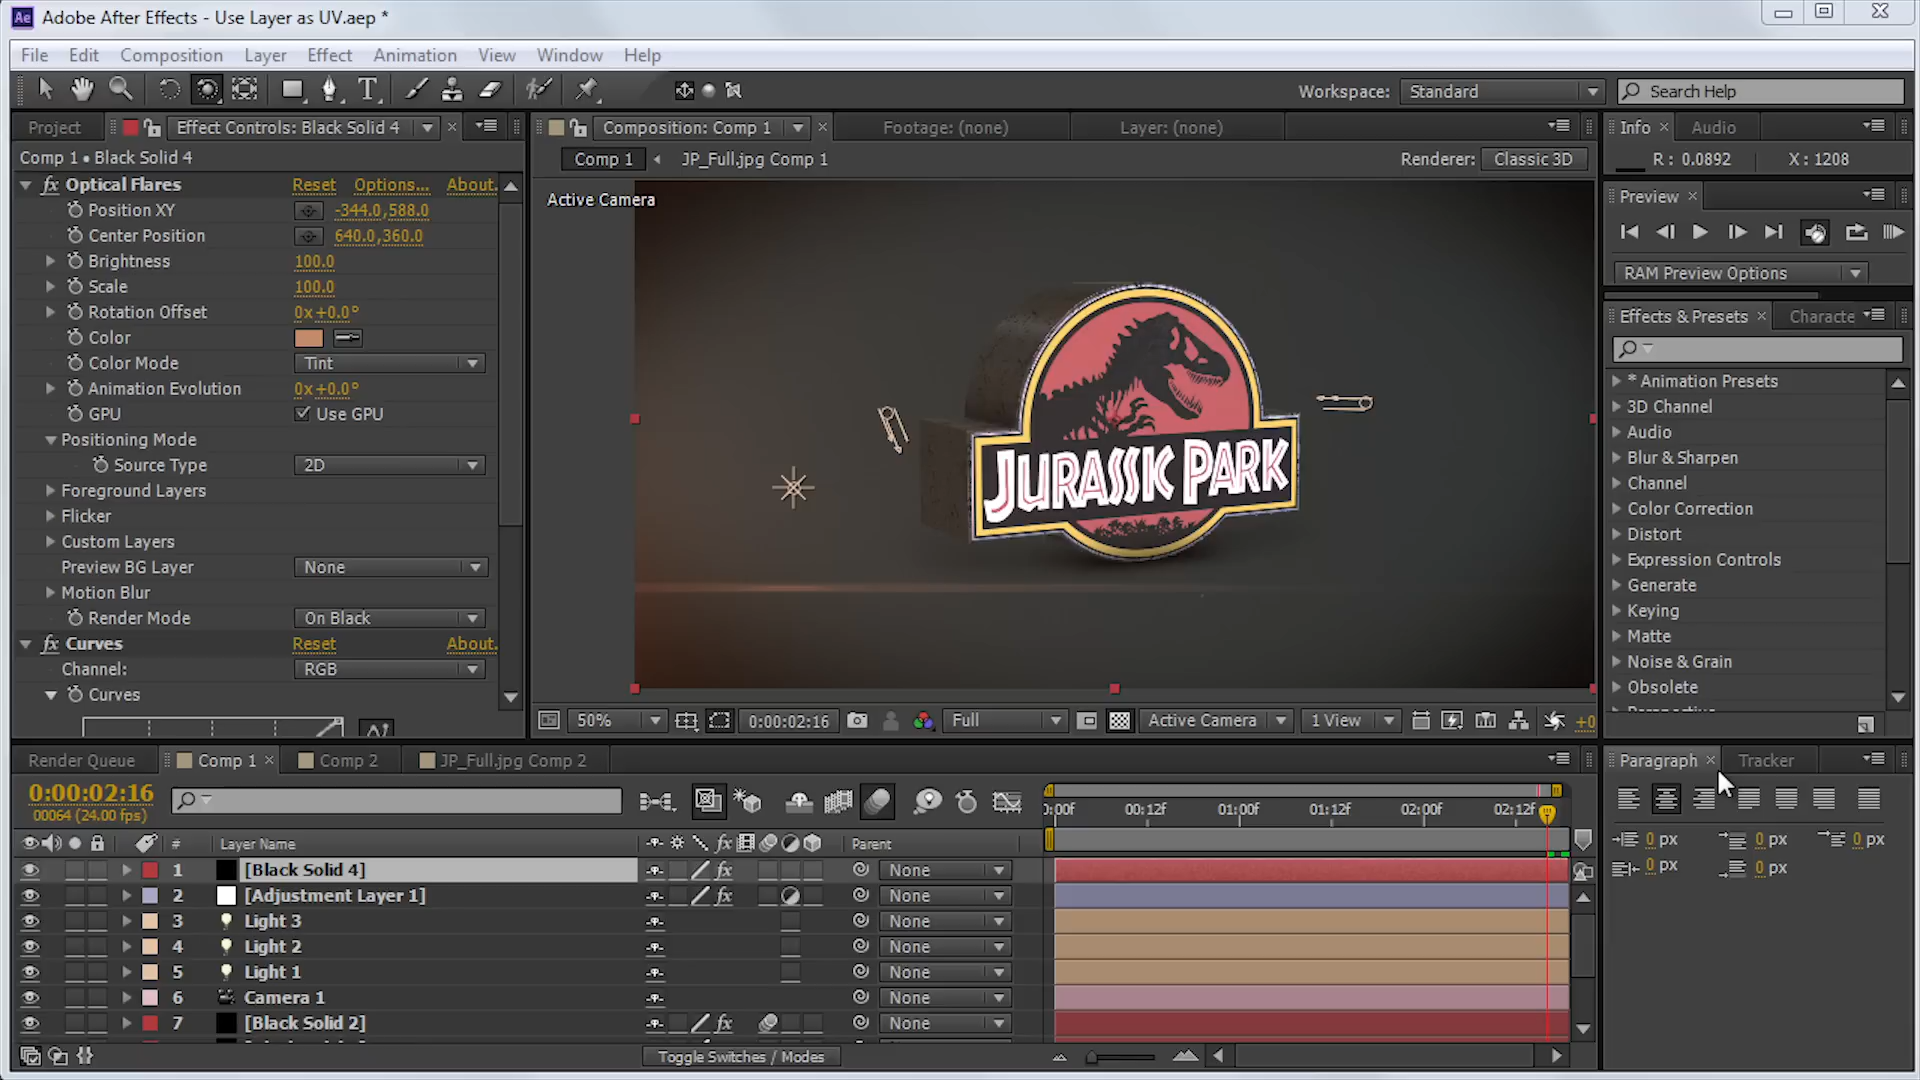 Adobe After Effects - Use Layer as UV.aep *
File Edit Composition Layer Effect Animation View Window Help
Workspace: Standard Search Help
Project Effect Controls: Black Solid 4
Comp 1 • Black Solid 4
fx Optical Flares Reset Options... About.
Position XY -344.0,588.0
Center Position 640.0,360.0
Brightness 100.0
Scale 100.0
Rotation Offset 0x+0.0°
Color
Color Mode Tint
Animation Evolution 0x+0.0°
GPU Use GPU
Positioning Mode
Source Type 2D
Foreground Layers
Flicker
Custom Layers
Preview BG Layer None
Motion Blur
Render Mode On Black
fx Curves Reset About.
Channel: RGB
Curves
Composition: Comp 1 Footage: (none) Layer: (none)
Comp 1 JP_Full.jpg Comp 1 Renderer: Classic 3D
Active Camera
JURASSIC PARK
50% 0:00:02:16 Full Active Camera 1 View +0
Info Audio
R : 0.0892 X : 1208
Preview
RAM Preview Options
Effects & Presets Characte
* Animation Presets
3D Channel
Audio
Blur & Sharpen
Channel
Color Correction
Distort
Expression Controls
Generate
Keying
Matte
Noise & Grain
Obsolete
Render Queue Comp 1 Comp 2 JP_Full.jpg Comp 2
0:00:02:16
00064 (24.00 fps)
:00f 00:12f 01:00f 01:12f 02:00f 02:12f
# Layer Name fx Parent
1 [Black Solid 4] fx None
2 [Adjustment Layer 1] fx None
3 Light 3 None
4 Light 2 None
5 Light 1 None
6 Camera 1 None
7 [Black Solid 2] fx None
Toggle Switches / Modes
Paragraph Tracker
0 px 0 px 0 px
0 px 0 px